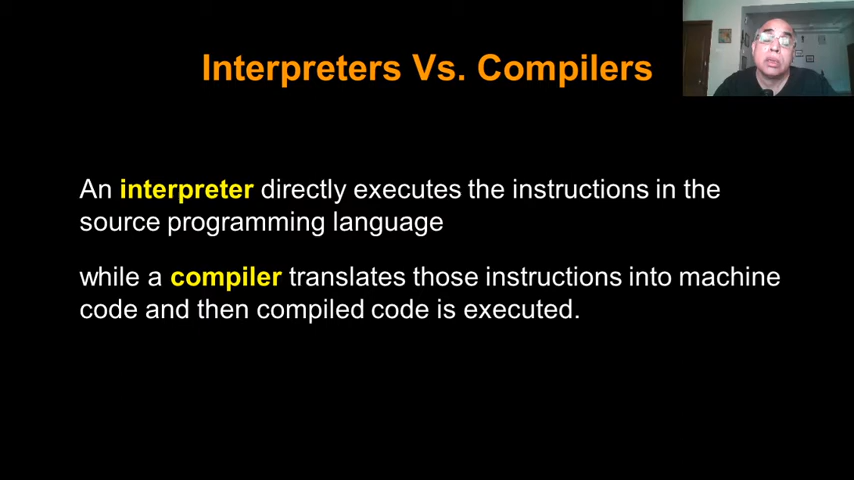 Interpreters Vs. Compilers
An interpreter directly executes the instructions in the
source programming language
while a compiler translates those instructions into machine
code and then compiled code is executed.